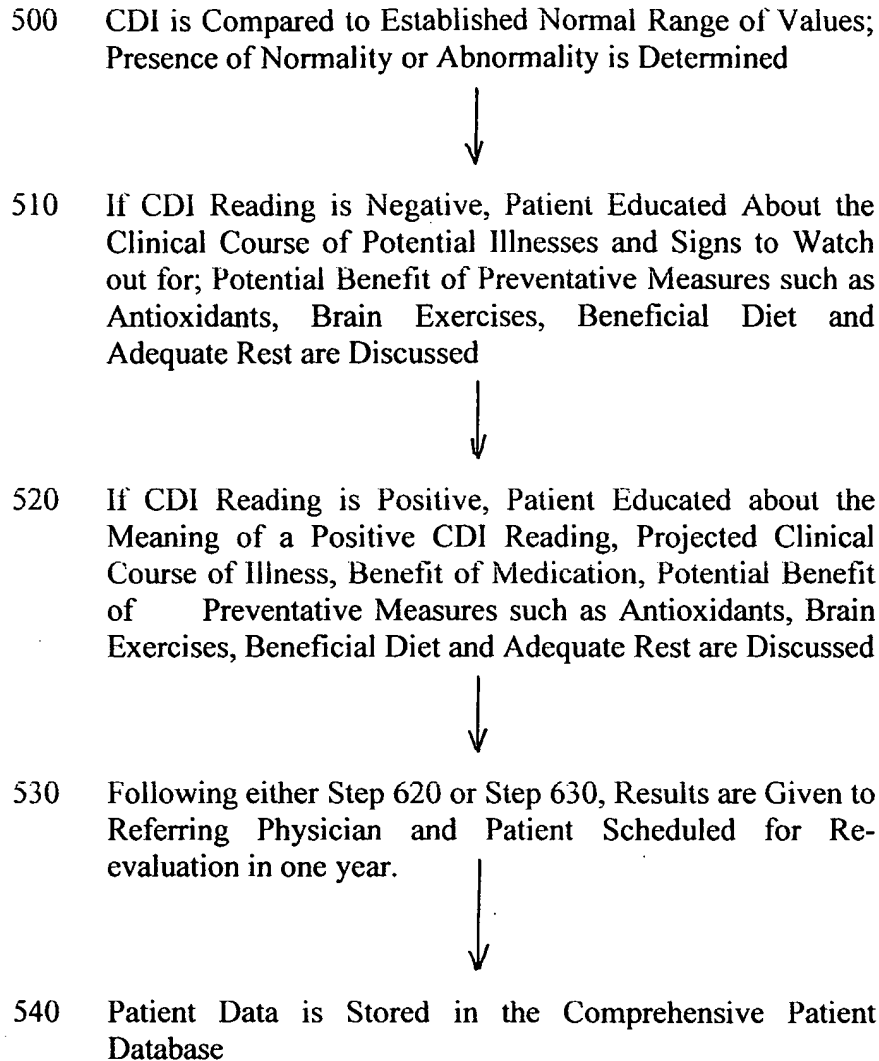 500 CDI is Compared to Established Normal Range of Values;
Presence of Normality or Abnormality is Determined
510 If CDI Reading is Negative, Patient Educated About the
Clinical Course of Potential Illnesses and Signs to Watch
out for; Potential Benefit of Preventative Measures such as
Antioxidants, Brain Exercises, Beneficial Diet and
Adequate Rest are Discussed
520 If CDI Reading is Positive, Patient Educated about the
Meaning of a Positive CDI Reading, Projected Clinical
Course of Illness, Benefit of Medication, Potential Benefit
of Preventative Measures such as Antioxidants, Brain
Exercises, Beneficial Diet and Adequate Rest are Discussed
530 Following either Step 620 or Step 630, Results are Given to
Referring Physician and Patient Scheduled for Re-
evaluation in one year.
540 Patient Data is Stored in the Comprehensive Patient
Database